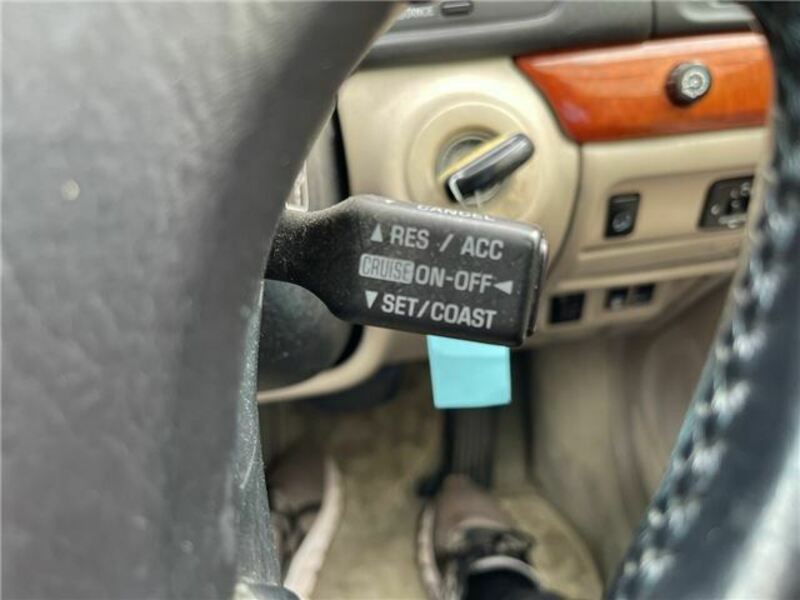 CANCEL
▲ RES / ACC
CRUISE ON-OFF ◄
▼ SET/COAST